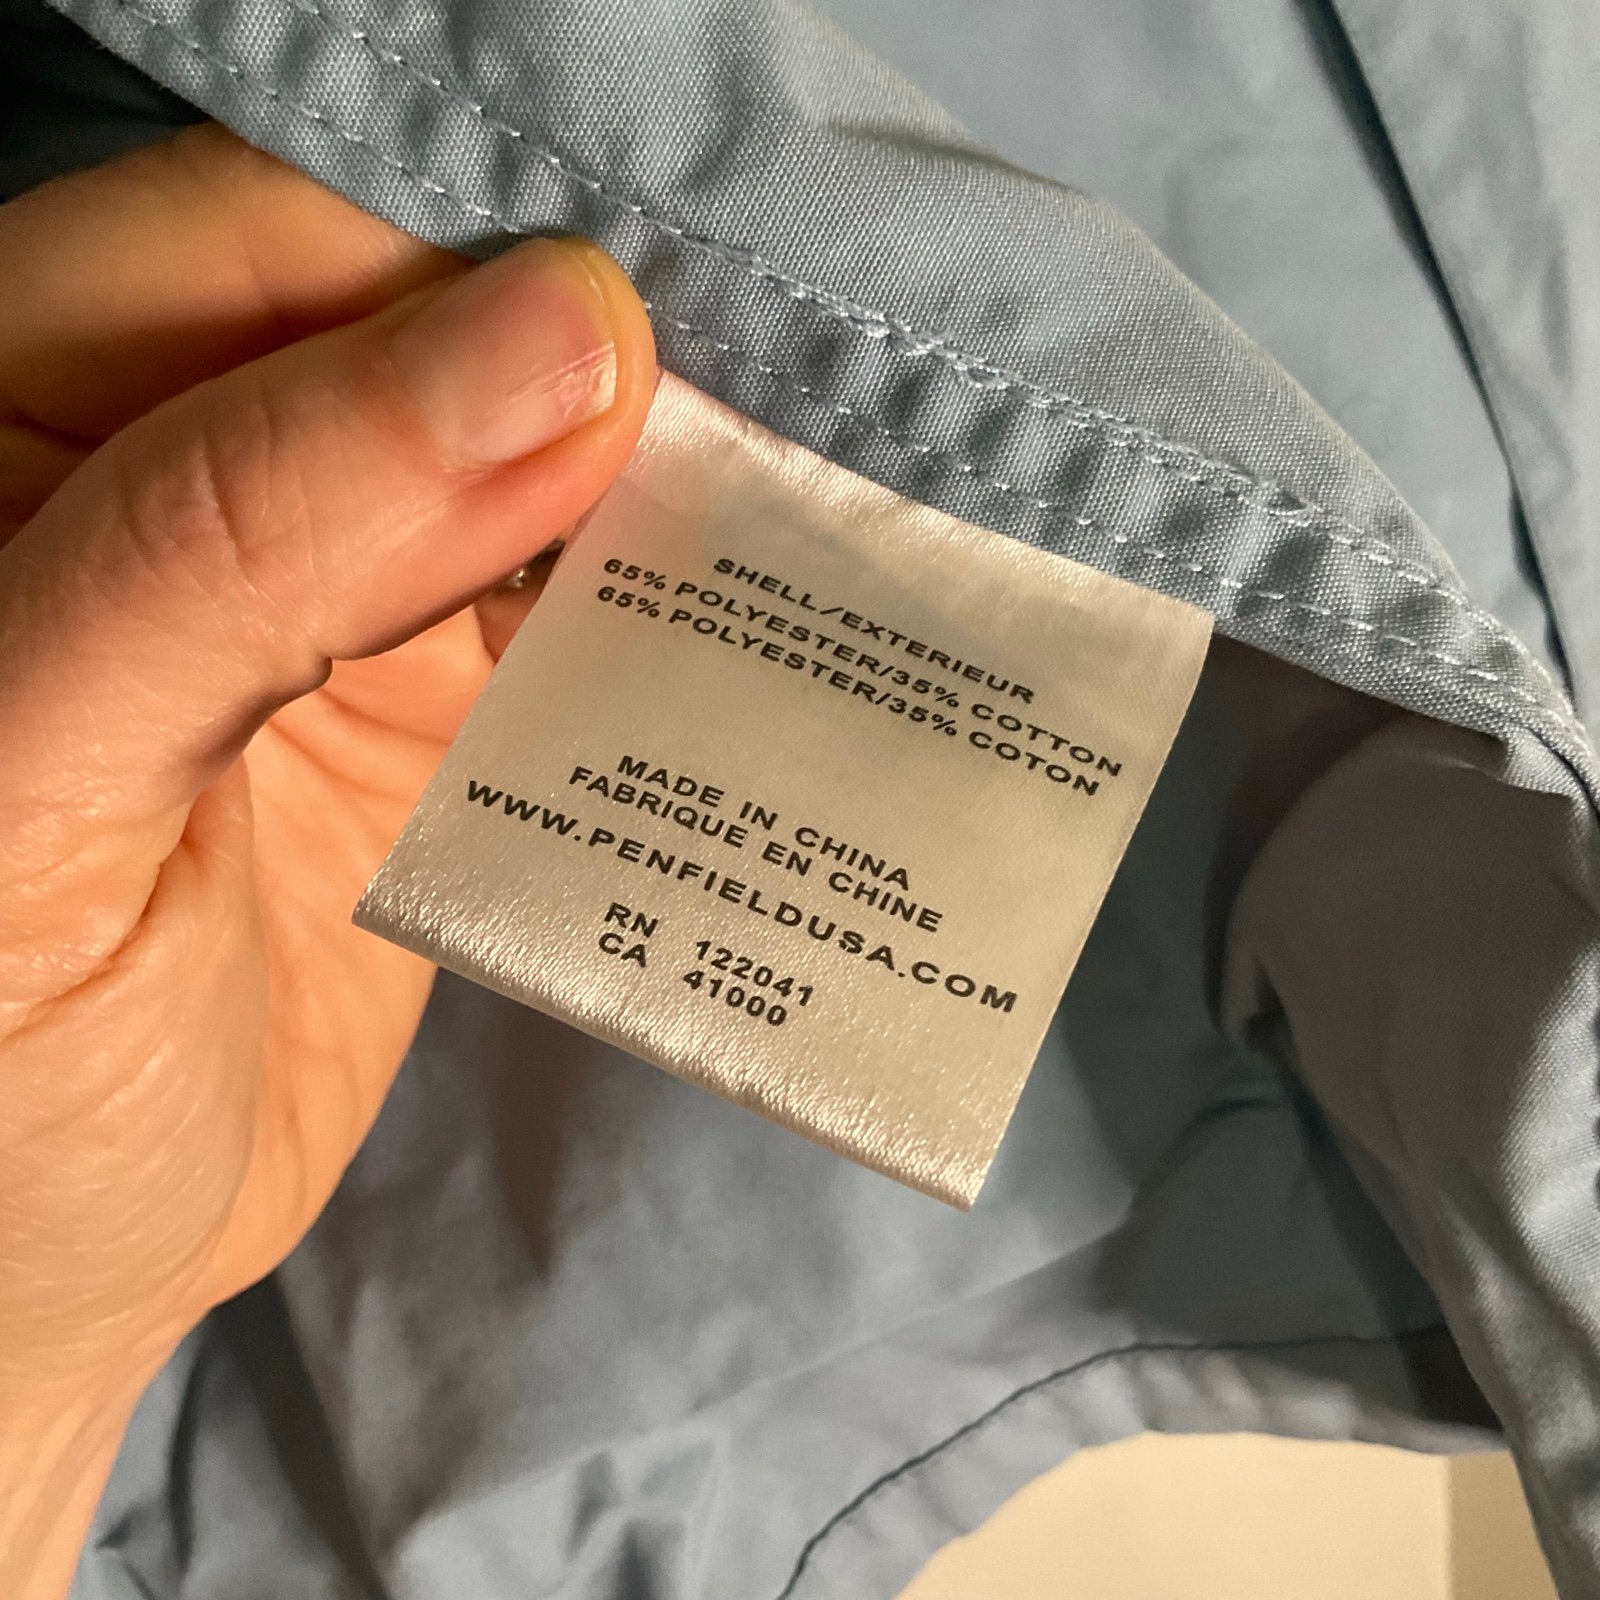 SHELL/EXTERIEUR
65% POLYESTER/35% COTTON
65% POLYESTER/35% COTON
MADE IN CHINA
FABRIQUE EN CHINE
WWW.PENFIELDUSA.COM
RN 122041
CA 41000